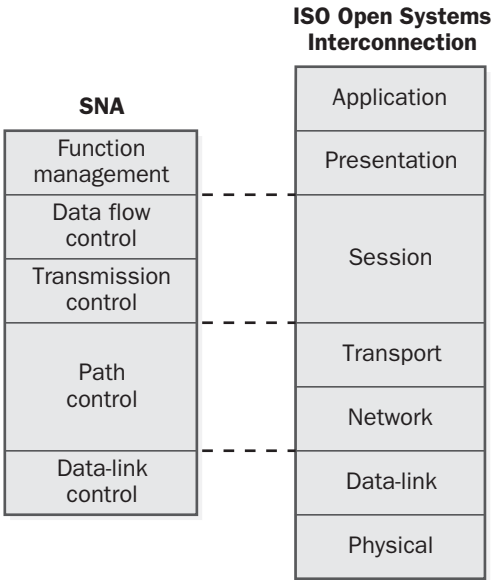 SNA
Function
management
Data flow
control
Transmission
control
Path
control
Data-link
control
ISO Open Systems
Interconnection
Application
Presentation
Session
Transport
Network
Data-link
Physical